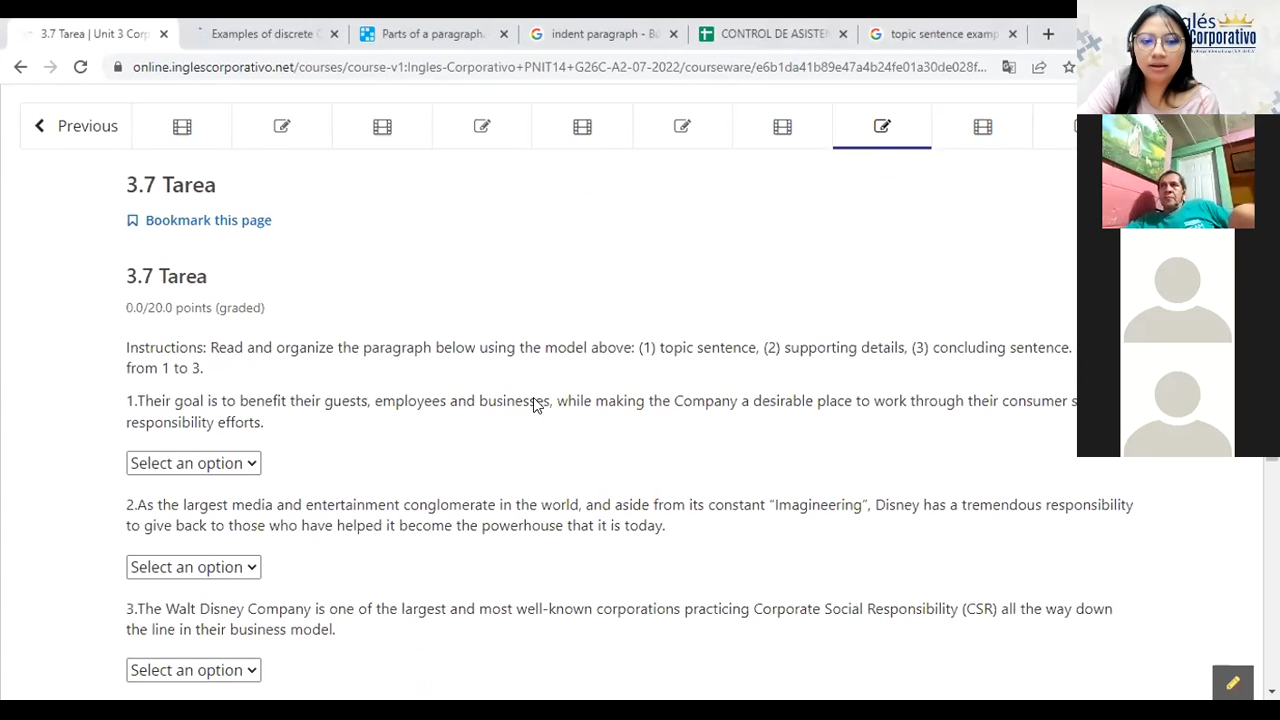 3.7 Tarea | Unit 3 Corp
Examples of discrete
Parts of a paragraph.
indent paragraph - Bú
CONTROL DE ASISTE
topic sentence examp
glés
Corporativo
online.inglescorporativo.net/courses/course-v1:Ingles-Corporativo+PNIT14+G26C-A2-07-2022/courseware/e6b1da41b89e47a4b24fe01a30de028f...
Previous
3.7 Tarea
Bookmark this page
3.7 Tarea
0.0/20.0 points (graded)
Instructions: Read and organize the paragraph below using the model above: (1) topic sentence, (2) supporting details, (3) concluding sentence.
from 1 to 3.
1.Their goal is to benefit their guests, employees and businesses, while making the Company a desirable place to work through their consumer s
responsibility efforts.
Select an option
2.As the largest media and entertainment conglomerate in the world, and aside from its constant “Imagineering”, Disney has a tremendous responsibility
to give back to those who have helped it become the powerhouse that it is today.
Select an option
3.The Walt Disney Company is one of the largest and most well-known corporations practicing Corporate Social Responsibility (CSR) all the way down
the line in their business model.
Select an option